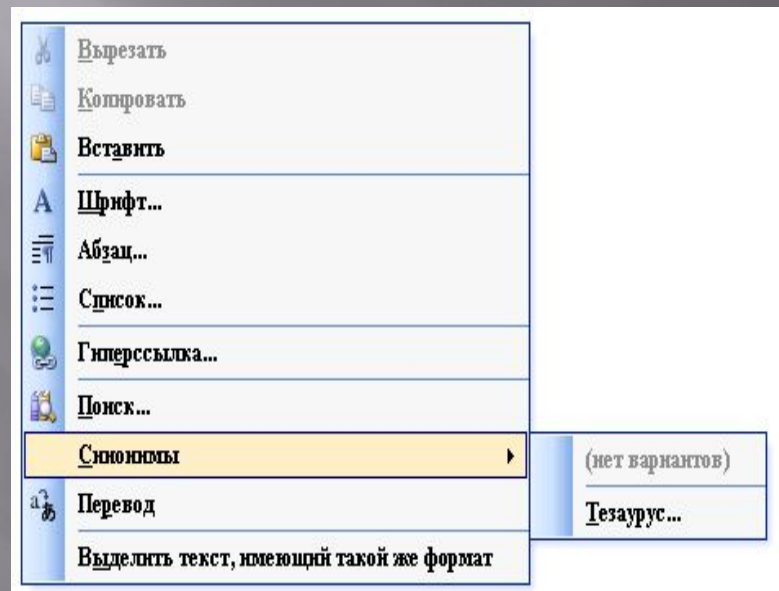 Вырезать
Копировать
Вставить
Шрифт...
Абзац...
Список...
Гиперссылка...
Поиск...
Синонимы
(нет вариантов)
Перевод
Тезаурус...
Выделить текст, имеющий такой же формат